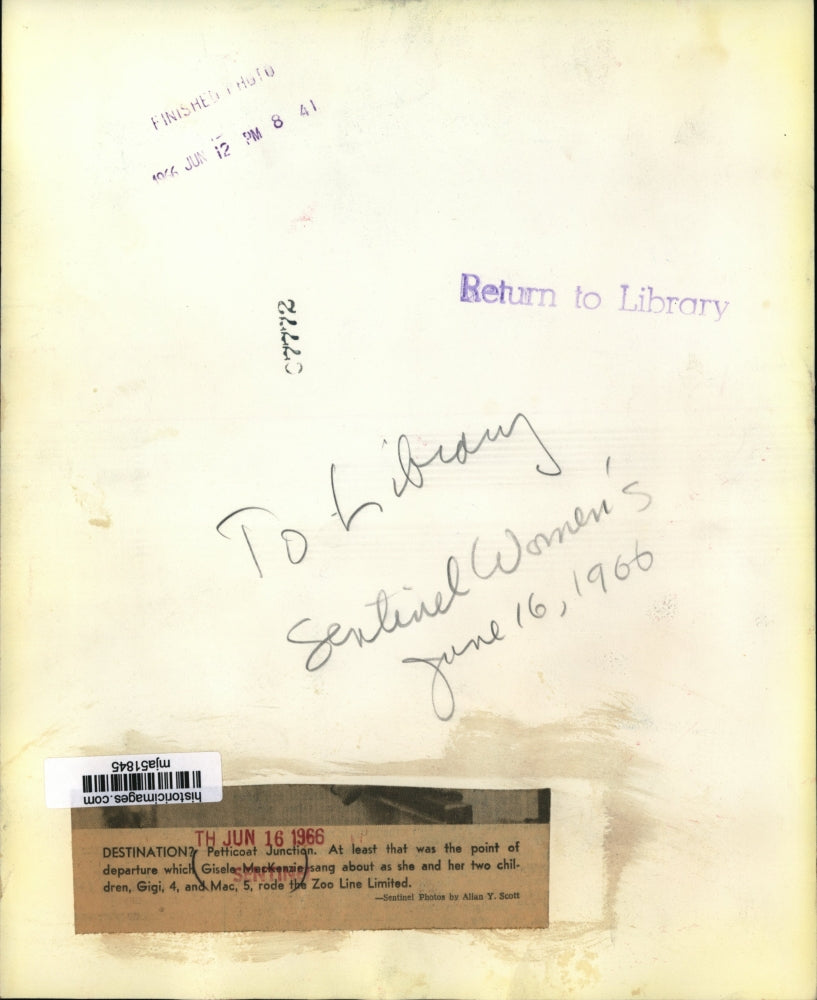 FINISHED PHOTO
1966 JUN 12 PM 8 41
Return to Library
To Library
Sentinel Women's
June 16, 1966
mja51845
historicimages.com
TH JUN 16 1966
DESTINATION? Petticoat Junction. At least that was the point of
departure which Gisele MacKenzie sang about as she and her two chil-
dren, Gigi, 4, and Mac, 5, rode the Zoo Line Limited.
SENTINEL
—Sentinel Photos by Allan Y. Scott